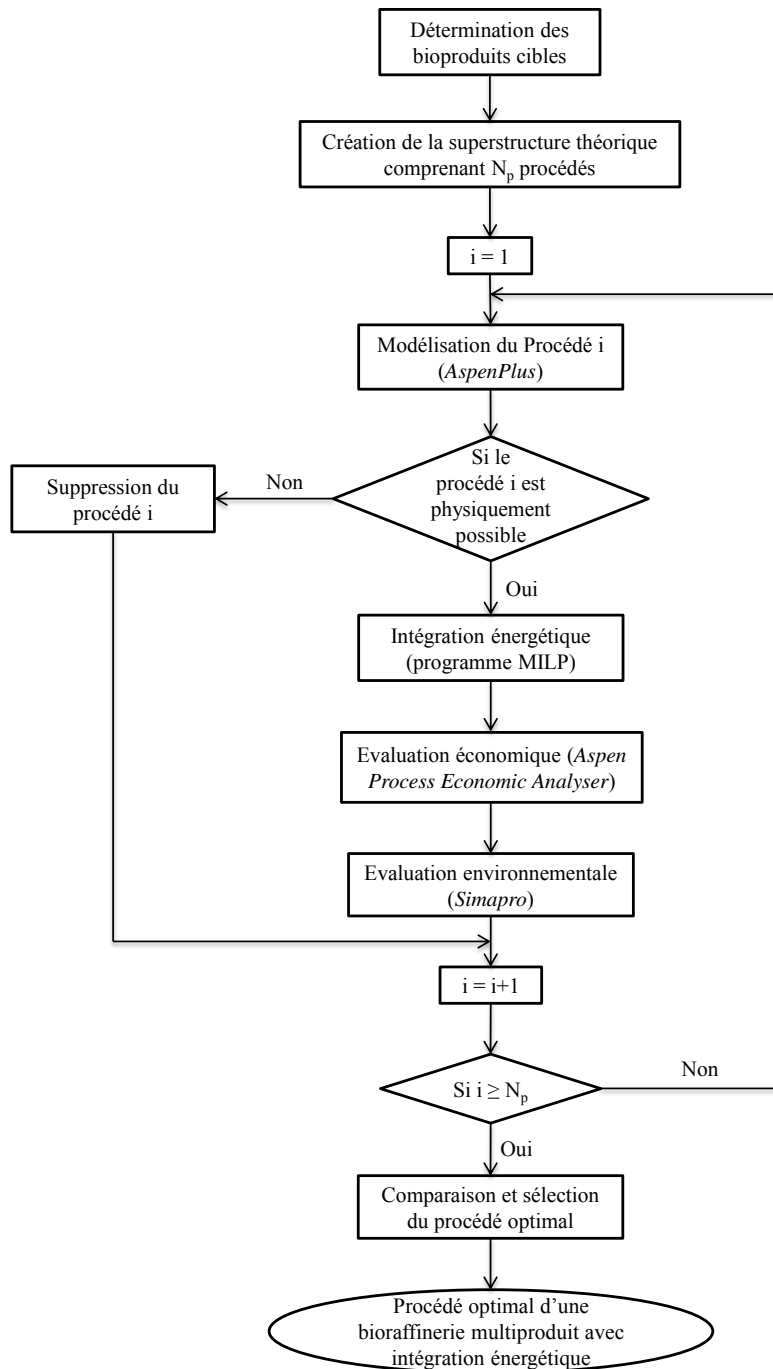 Détermination des
bioproduits cibles
Création de la superstructure théorique
comprenant Np procédés
i = 1
Modélisation du Procédé i
(AspenPlus)
Si le
procédé i est
physiquement
possible
Non
Suppression du
procédé i
Oui
Intégration énergétique
(programme MILP)
Evaluation économique (Aspen
Process Economic Analyser)
Evaluation environnementale
(Simapro)
i = i+1
Si i ≥ Np
Non
Oui
Comparaison et sélection
du procédé optimal
Procédé optimal d’une
bioraffinerie multiproduit avec
intégration énergétique